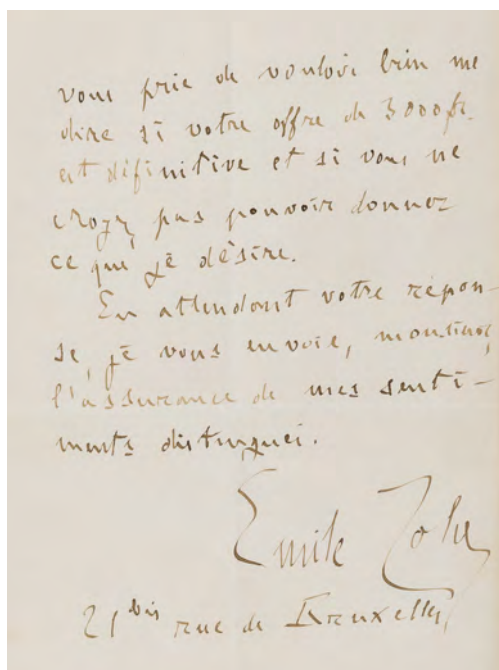 vous prie de vouloir bien me
dire si votre offre de 3000fr.
est définitive et si vous ne
croyez pas pouvoir donner
ce que je désire.
En attendant votre répon-
se, je vous envoie, monsieur,
l'assurance de mes senti-
ments distingués.
Emile Zola
21 bis rue de Bruxelles